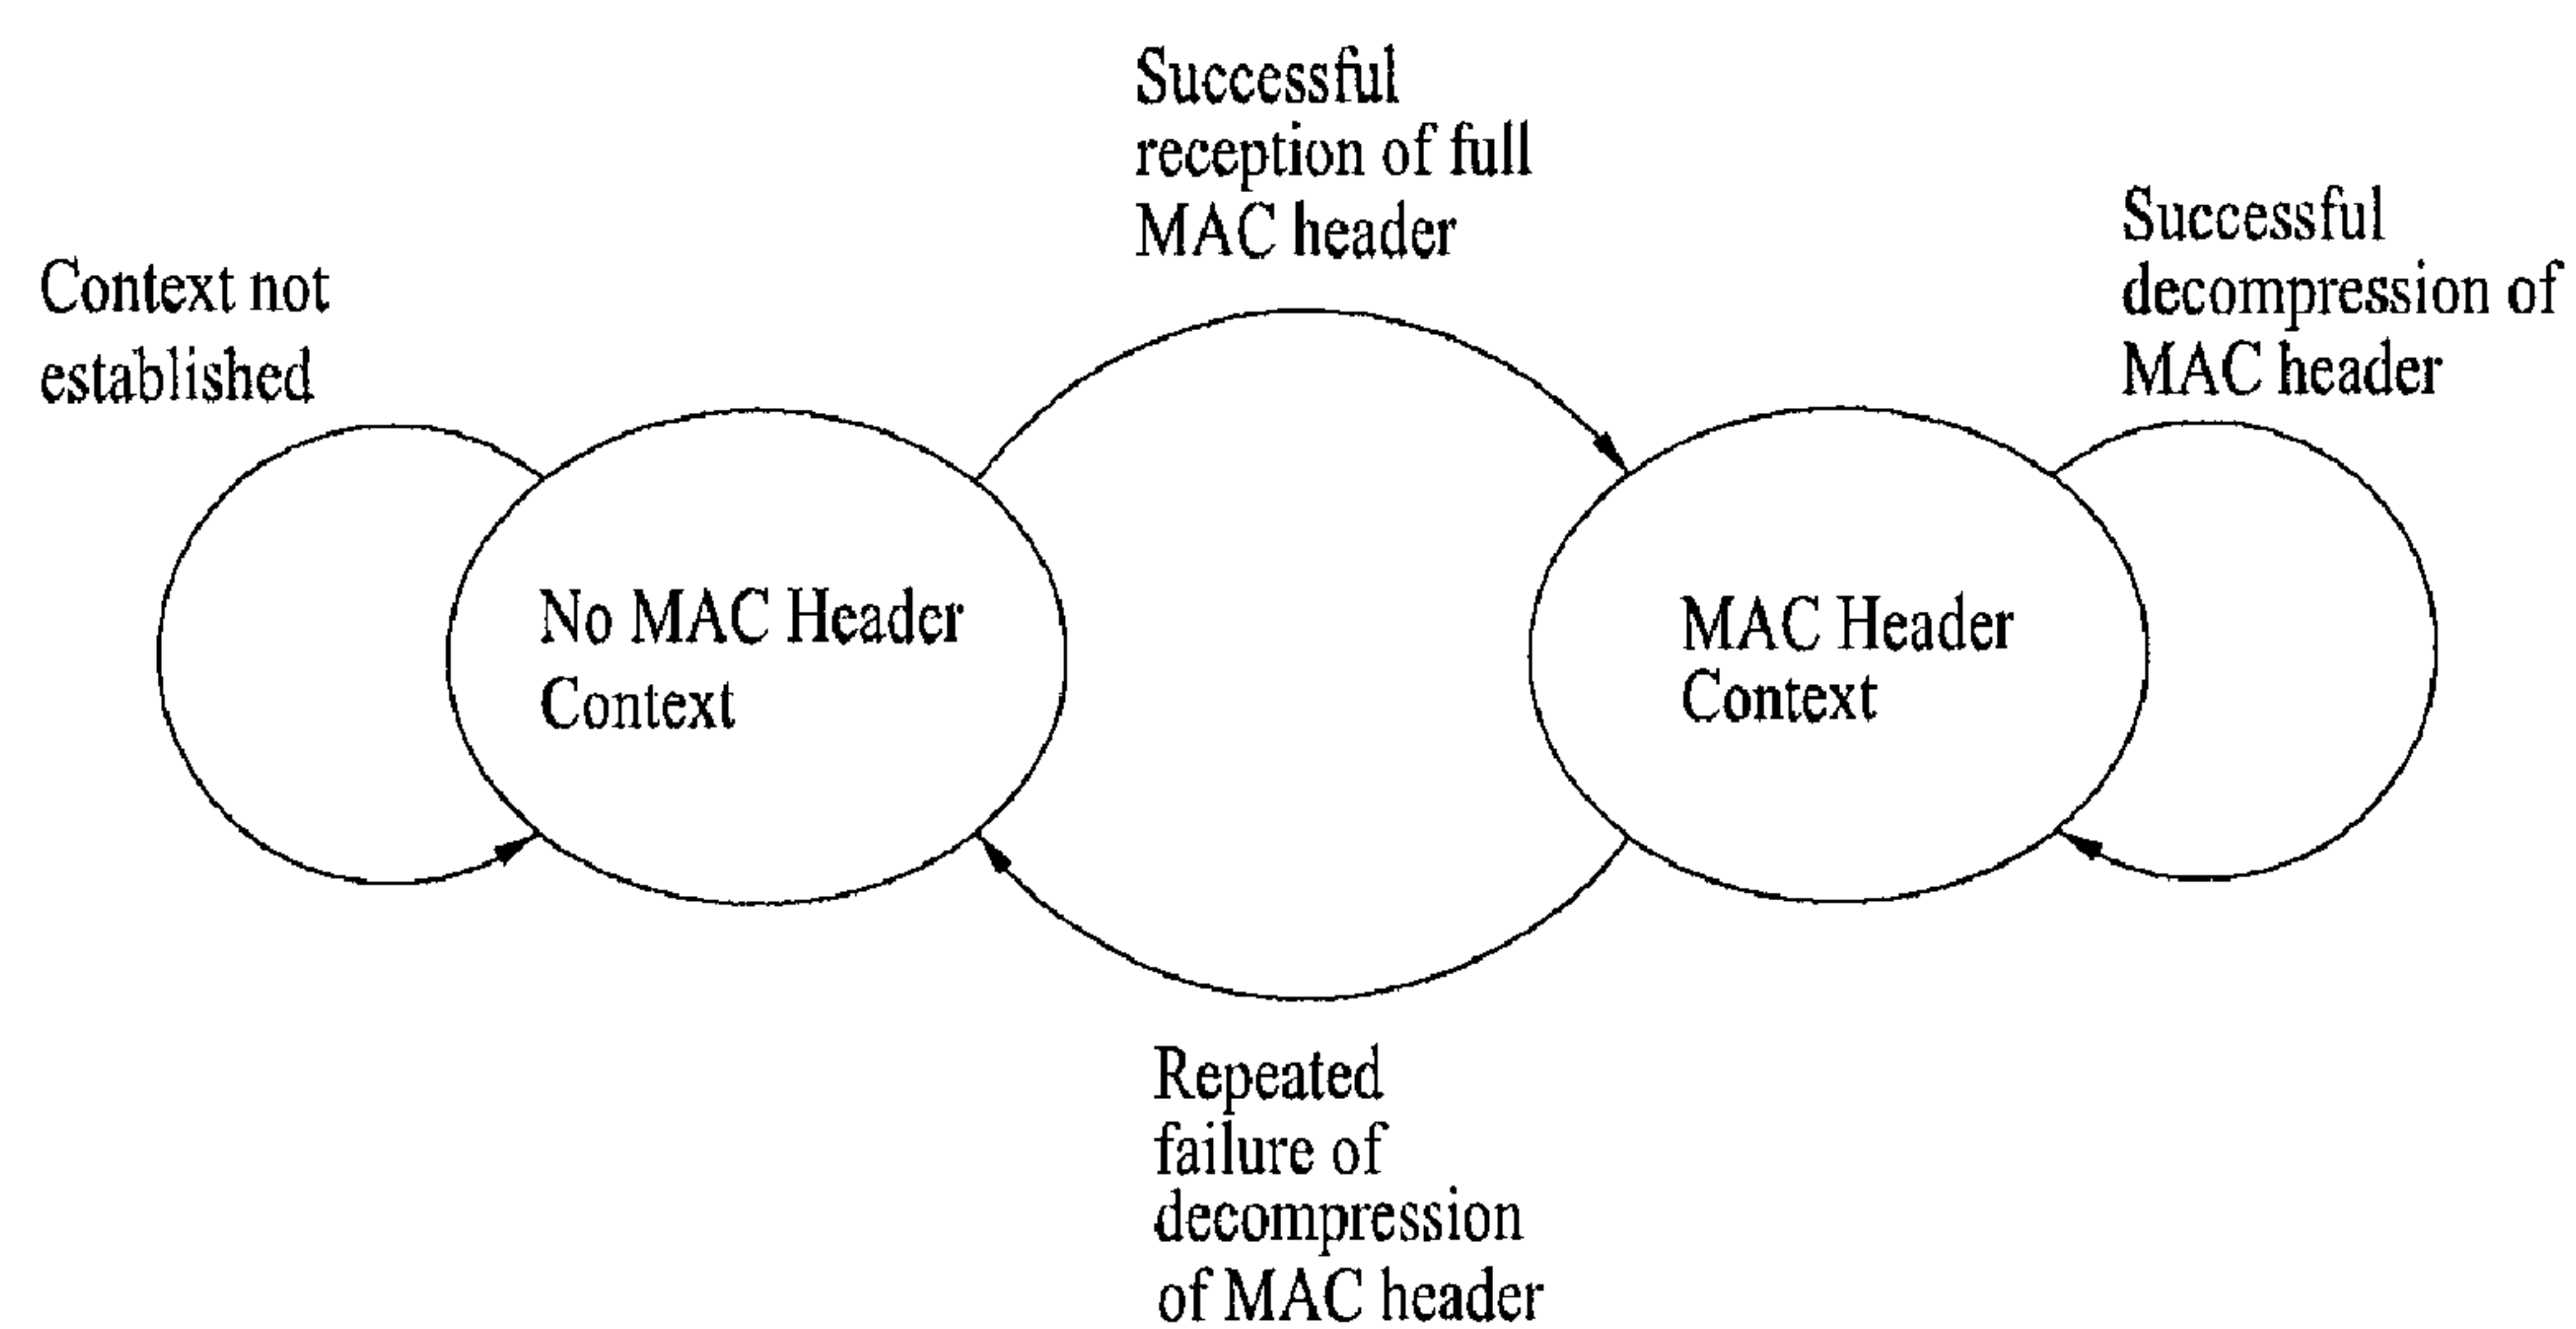 Successful
reception of full
MAC header
Successful
decompression of
MAC header
Context not
established
No MAC Header
Context
MAC Header
Context
Repeated
failure of
decompression
of MAC header